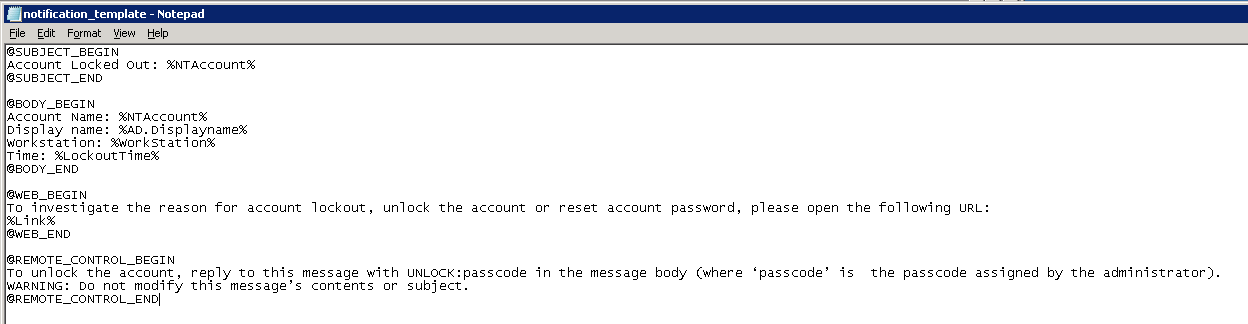 notification_template - Notepad
File Edit Format View Help
@SUBJECT_BEGIN
Account Locked Out: %NTAccount%
@SUBJECT_END
@BODY_BEGIN
Account Name: %NTAccount%
Display name: %AD.Displayname%
Workstation: %WorkStation%
Time: %LockoutTime%
@BODY_END
@WEB_BEGIN
To investigate the reason for account lockout, unlock the account or reset account password, please open the following URL:
%Link%
@WEB_END
@REMOTE_CONTROL_BEGIN
To unlock the account, reply to this message with UNLOCK:passcode in the message body (where ‘passcode’ is  the passcode assigned by the administrator).
WARNING: Do not modify this message’s contents or subject.
@REMOTE_CONTROL_END